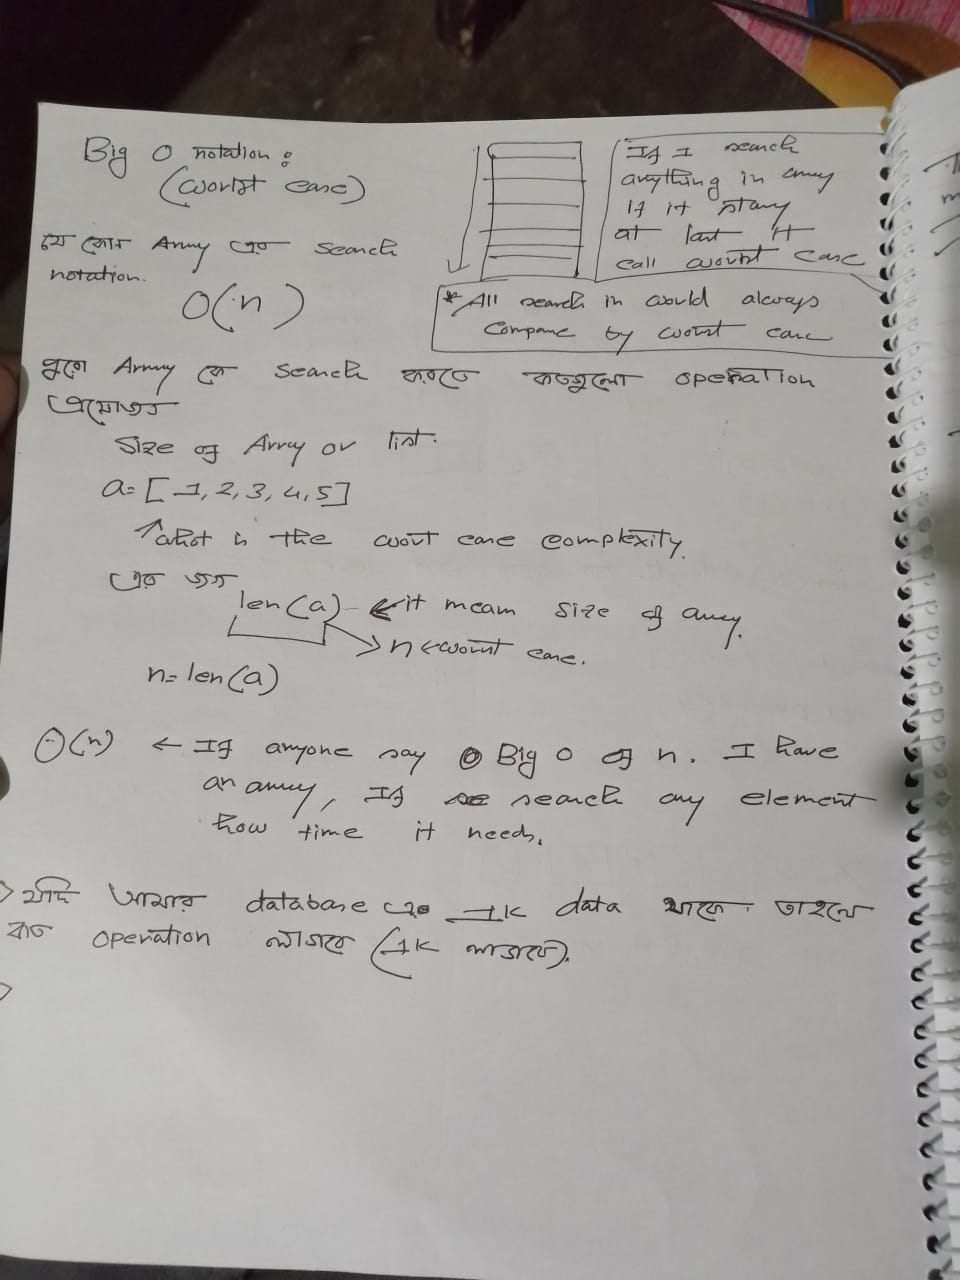 Big O notation :
(worst case)
যে কোন Array এর search
notation.
O(n)
If I search
anything in array
if it stay
at last it
call worst case
* All search in would always
compare by worst case
পুরো Array কে search করতে কতগুলো operation
প্রয়োজন
Size of Array or list.
a= [1, 2, 3, 4, 5]
↑ what is the worst case complexity.
এর জন্য
len(a) ← it mean size of array.
→ n ← worst case.
n= len(a)
O(n) ← If anyone say Big O of n. I have
an array, If search any element
how time it needs.
> যদি আমার database এ 1K data থাকে. তাহলে
কত operation লাগবে (1K লাগবে).
>